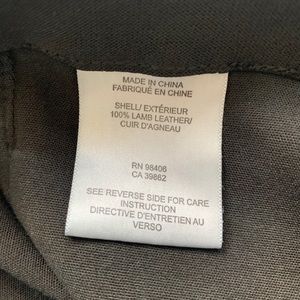 MADE IN CHINA
FABRIQUÉ EN CHINE
SHELL/ EXTÉRIEUR
100% LAMB LEATHER/
CUIR D'AGNEAU
RN 98406
CA 39862
SEE REVERSE SIDE FOR CARE
INSTRUCTION
DIRECTIVE D'ENTRETIEN AU
VERSO